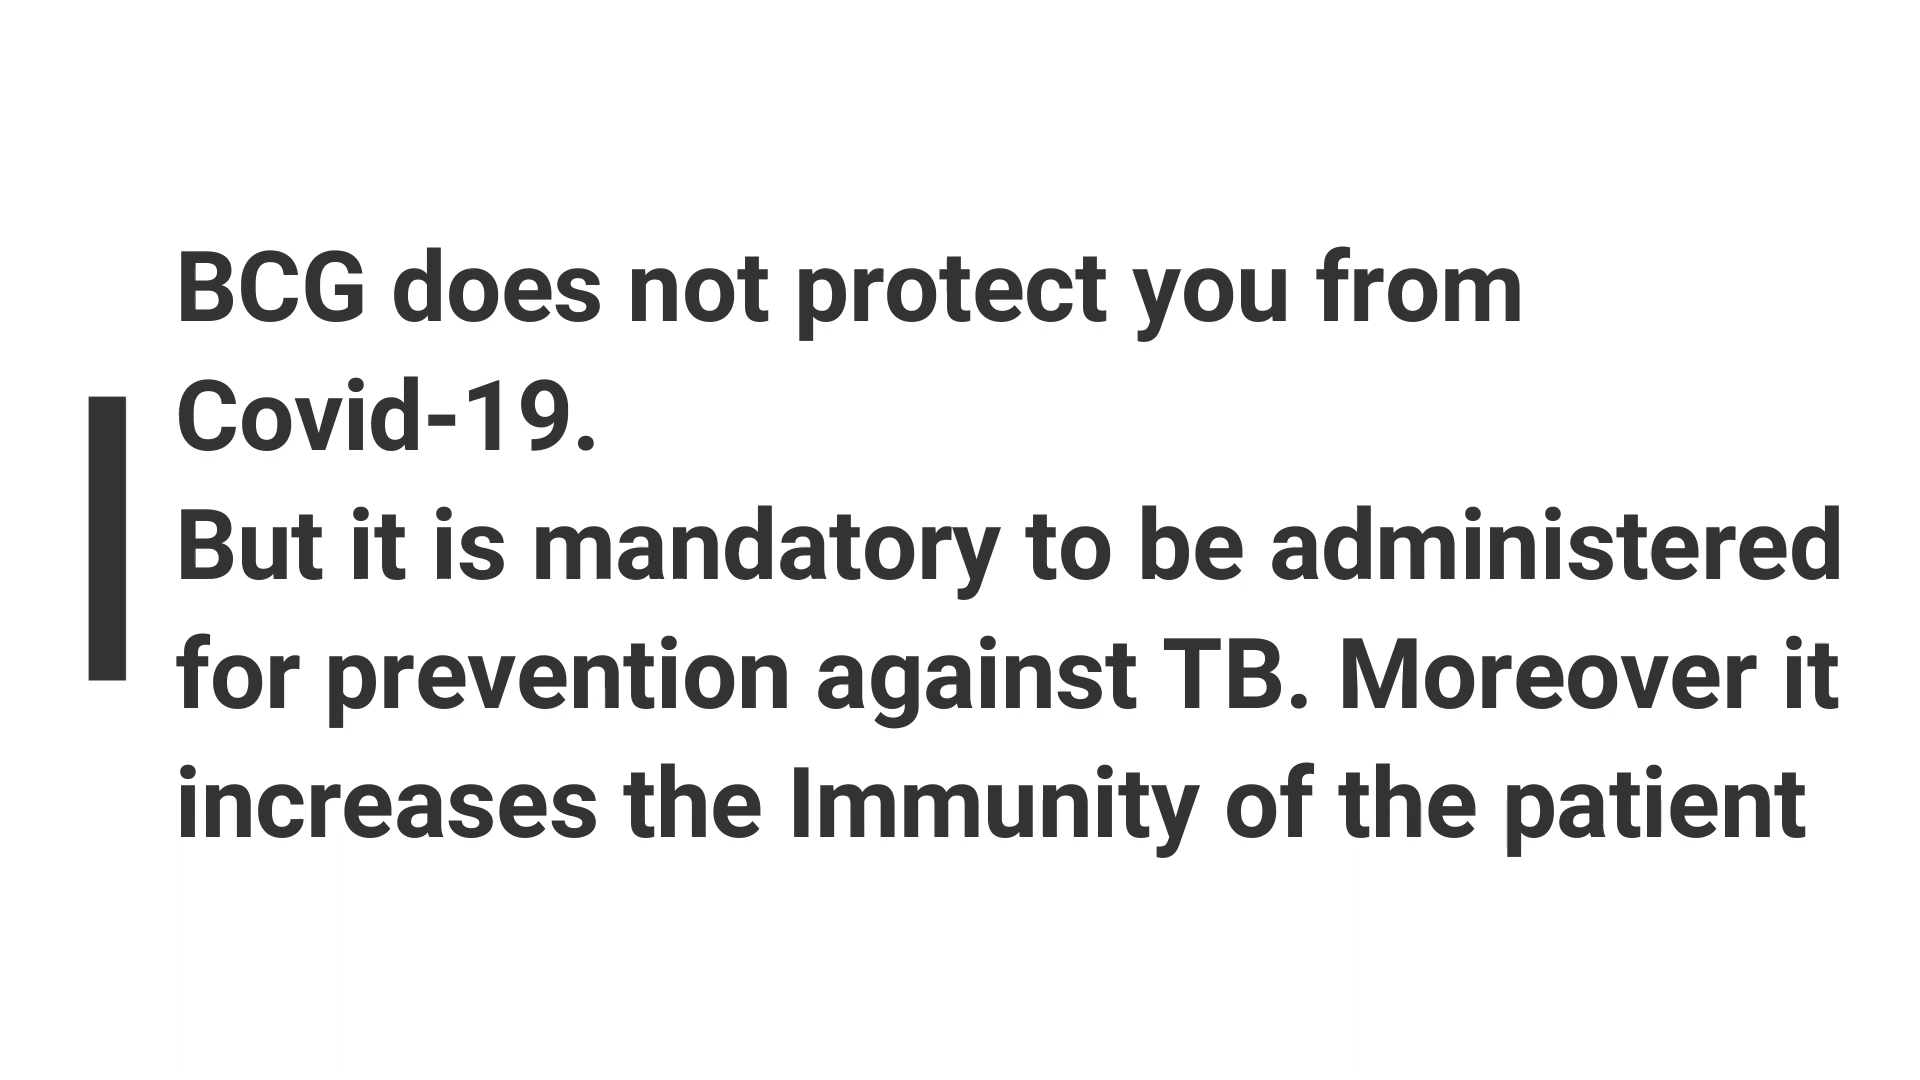 BCG does not protect you from
Covid-19.
But it is mandatory to be administered
for prevention against TB. Moreover it
increases the Immunity of the patient